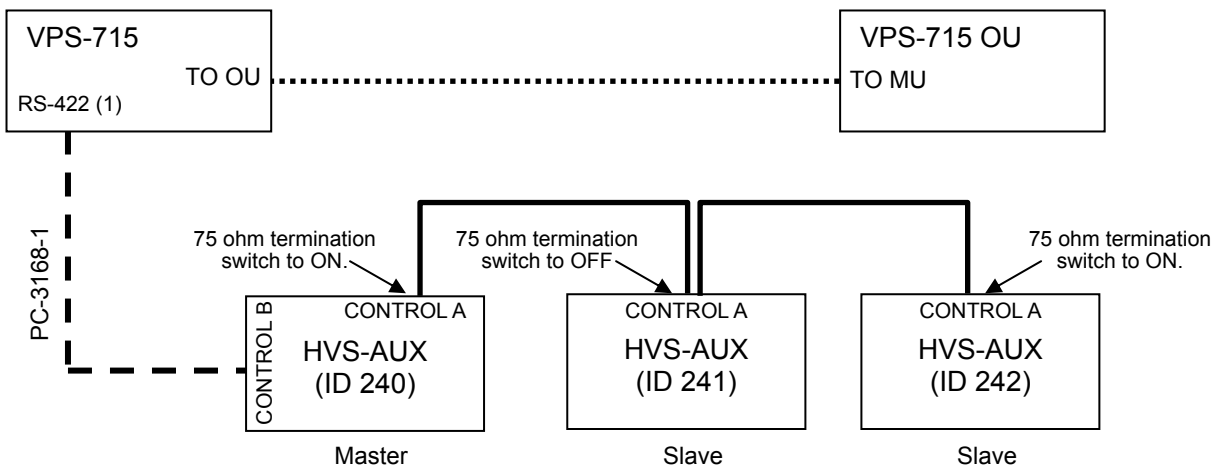 VPS-715
TO OU
RS-422 (1)
VPS-715 OU
TO MU
PC-3168-1
75 ohm termination
switch to ON.
75 ohm termination
switch to OFF
75 ohm termination
switch to ON.
CONTROL B
CONTROL A
HVS-AUX
(ID 240)
Master
CONTROL A
HVS-AUX
(ID 241)
Slave
CONTROL A
HVS-AUX
(ID 242)
Slave